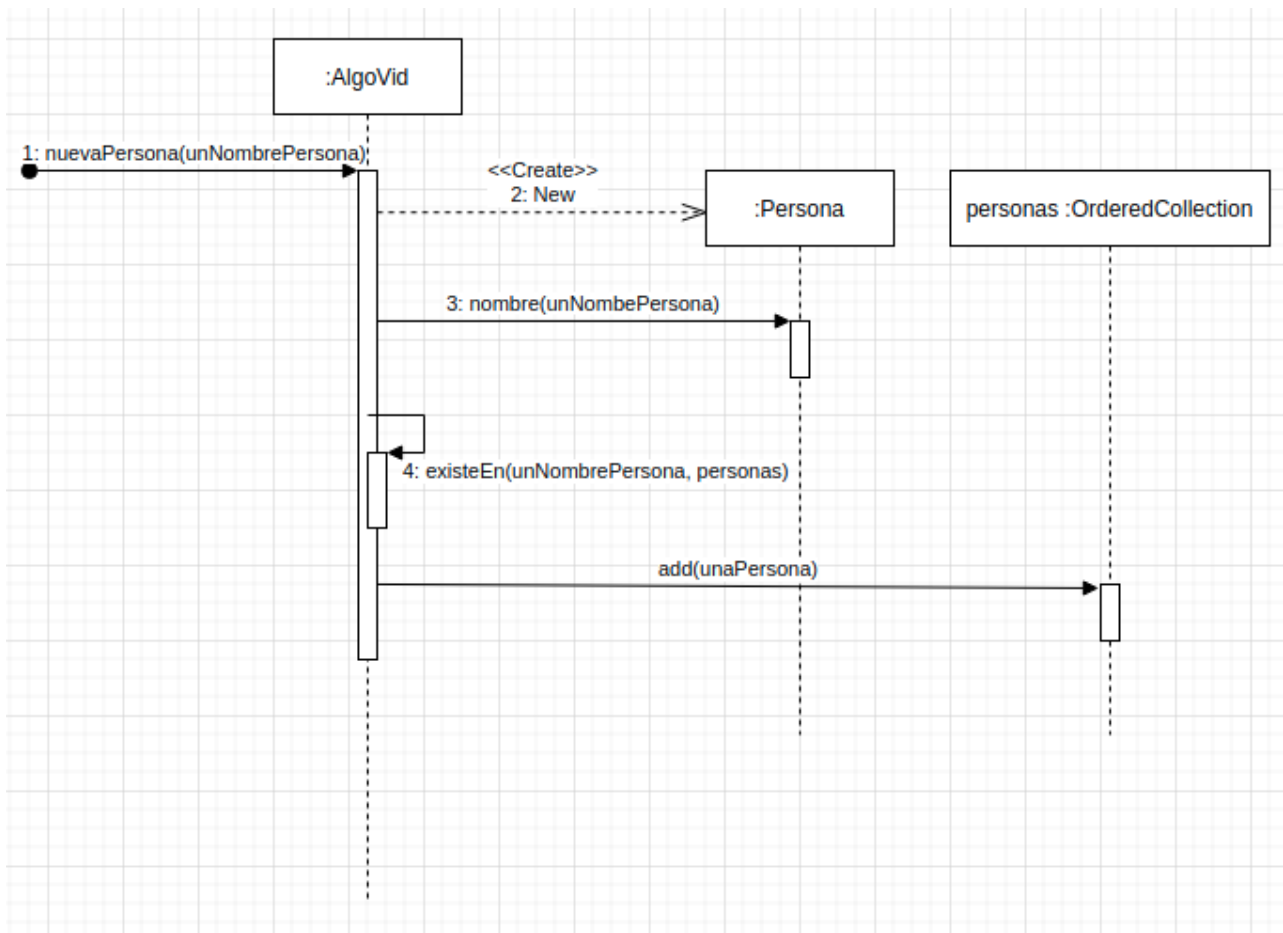 :AlgoVid
1: nuevaPersona(unNombrePersona)
<<Create>>
2: New
:Persona
personas :OrderedCollection
3: nombre(unNombePersona)
4: existeEn(unNombrePersona, personas)
add(unaPersona)